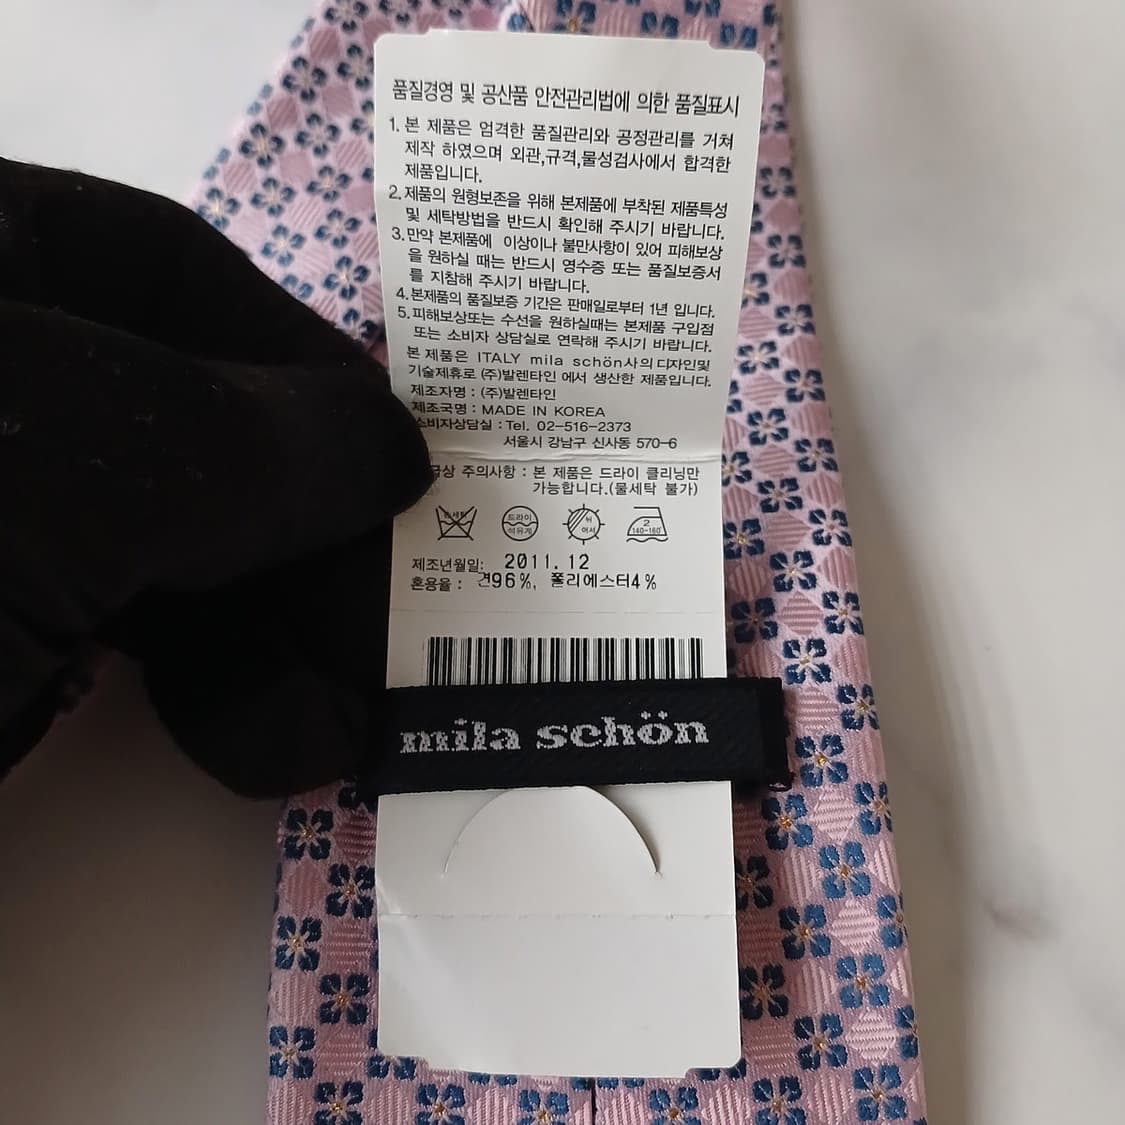 품질경영 및 공산품 안전관리법에 의한 품질표시
1. 본 제품은 엄격한 품질관리와 공정관리를 거쳐
제작 하였으며 외관,규격,물성검사에서 합격한
제품입니다.
2. 제품의 원형보존을 위해 본제품에 부착된 제품특성
및 세탁방법을 반드시 확인해 주시기 바랍니다.
3. 만약 본제품에 이상이나 불만사항이 있어 피해보상
을 원하실 때는 반드시 영수증 또는 품질보증서
를 지참해 주시기 바랍니다.
4. 본제품의 품질보증 기간은 판매일로부터 1년 입니다.
5. 피해보상또는 수선을 원하실때는 본제품 구입점
또는 소비자 상담실로 연락해 주시기 바랍니다.
본 제품은 ITALY mila schön사의 디자인및
기술제휴로 (주)발렌타인 에서 생산한 제품입니다.
제조자명 : (주)발렌타인
제조국명 : MADE IN KOREA
소비자상담실 : Tel. 02-516-2373
서울시 강남구 신사동 570-6
급상 주의사항 : 본 제품은 드라이 클리닝만
가능합니다.(물세탁 불가)
드라이
석유계
2
140~160℃
제조년월일: 2011.12
혼용율 : 견96%, 폴리에스터4%
mila schön